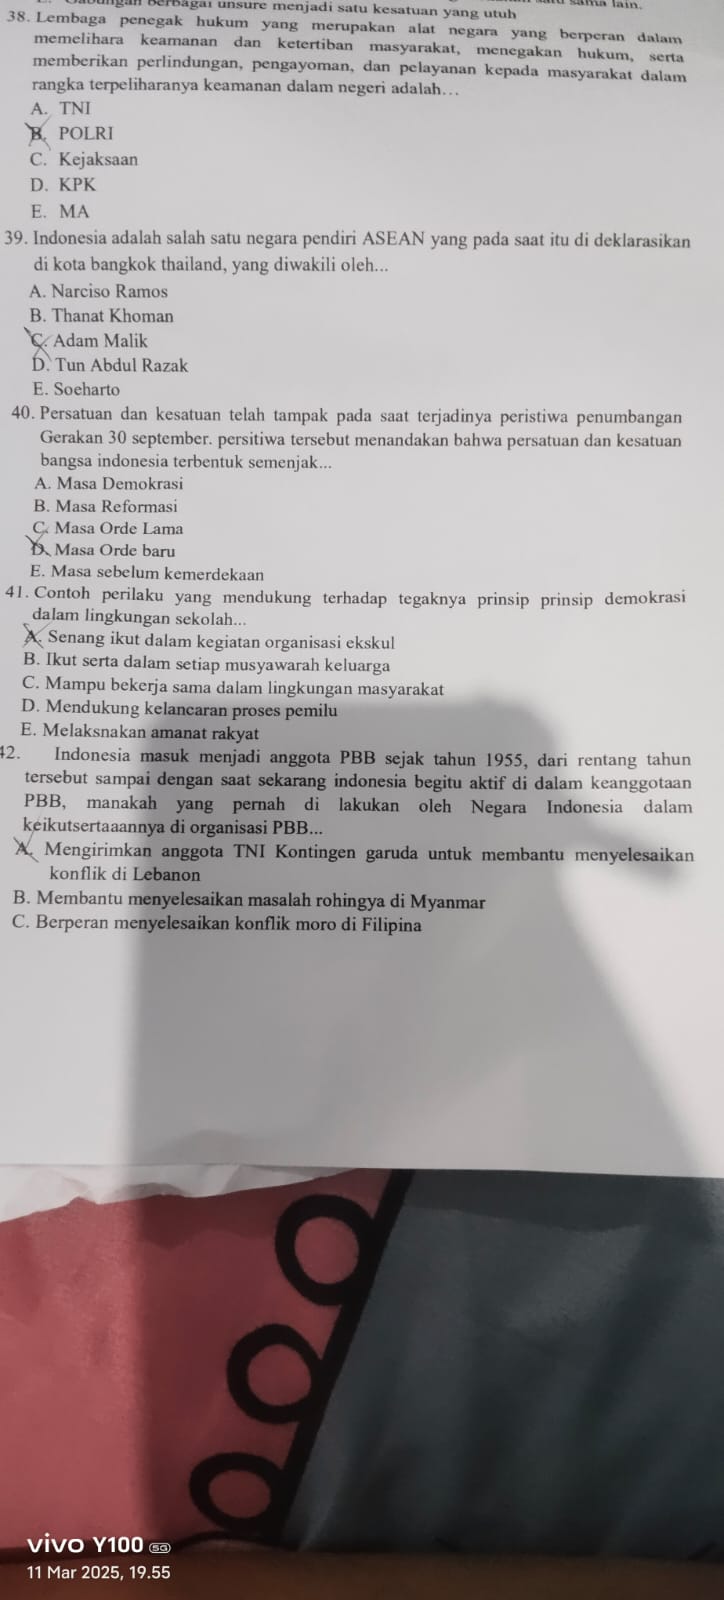 Gabungan berbagai unsure menjadi satu kesatuan yang utuh
satu sama lain.
38. Lembaga penegak hukum yang merupakan alat negara yang berperan dalam
memelihara keamanan dan ketertiban masyarakat, menegakan hukum, serta
memberikan perlindungan, pengayoman, dan pelayanan kepada masyarakat dalam
rangka terpeliharanya keamanan dalam negeri adalah...
A. TNI
B. POLRI
C. Kejaksaan
D. KPK
E. MA
39. Indonesia adalah salah satu negara pendiri ASEAN yang pada saat itu di deklarasikan
di kota bangkok thailand, yang diwakili oleh...
A. Narciso Ramos
B. Thanat Khoman
C. Adam Malik
D. Tun Abdul Razak
E. Soeharto
40. Persatuan dan kesatuan telah tampak pada saat terjadinya peristiwa penumbangan
Gerakan 30 september. persitiwa tersebut menandakan bahwa persatuan dan kesatuan
bangsa indonesia terbentuk semenjak...
A. Masa Demokrasi
B. Masa Reformasi
C. Masa Orde Lama
D. Masa Orde baru
E. Masa sebelum kemerdekaan
41. Contoh perilaku yang mendukung terhadap tegaknya prinsip prinsip demokrasi
dalam lingkungan sekolah...
A. Senang ikut dalam kegiatan organisasi ekskul
B. Ikut serta dalam setiap musyawarah keluarga
C. Mampu bekerja sama dalam lingkungan masyarakat
D. Mendukung kelancaran proses pemilu
E. Melaksnakan amanat rakyat
42. Indonesia masuk menjadi anggota PBB sejak tahun 1955, dari rentang tahun
tersebut sampai dengan saat sekarang indonesia begitu aktif di dalam keanggotaan
PBB, manakah yang pernah di lakukan oleh Negara Indonesia dalam
keikutsertaaannya di organisasi PBB...
A. Mengirimkan anggota TNI Kontingen garuda untuk membantu menyelesaikan
konflik di Lebanon
B. Membantu menyelesaikan masalah rohingya di Myanmar
C. Berperan menyelesaikan konflik moro di Filipina
vivo Y100 5G
11 Mar 2025, 19.55